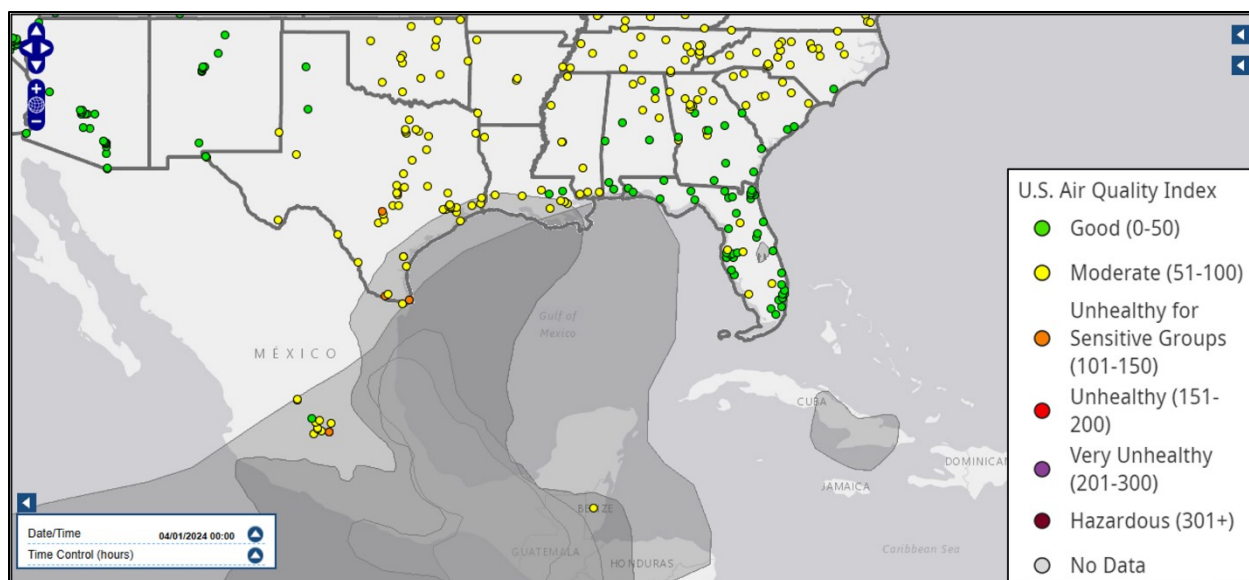 U.S. Air Quality Index
Good (0-50)
Moderate (51-100)
Unhealthy for
Sensitive Groups
(101-150)
Unhealthy (151-
200)
Very Unhealthy
(201-300)
Hazardous (301+)
No Data
Gulf of
Mexico
MÉXICO
CUBA
DOMINICAN
JAMAICA
BELIZE
GUATEMALA
HONDURAS
Caribbean Sea
Date/Time 04/01/2024 00:00
Time Control (hours)